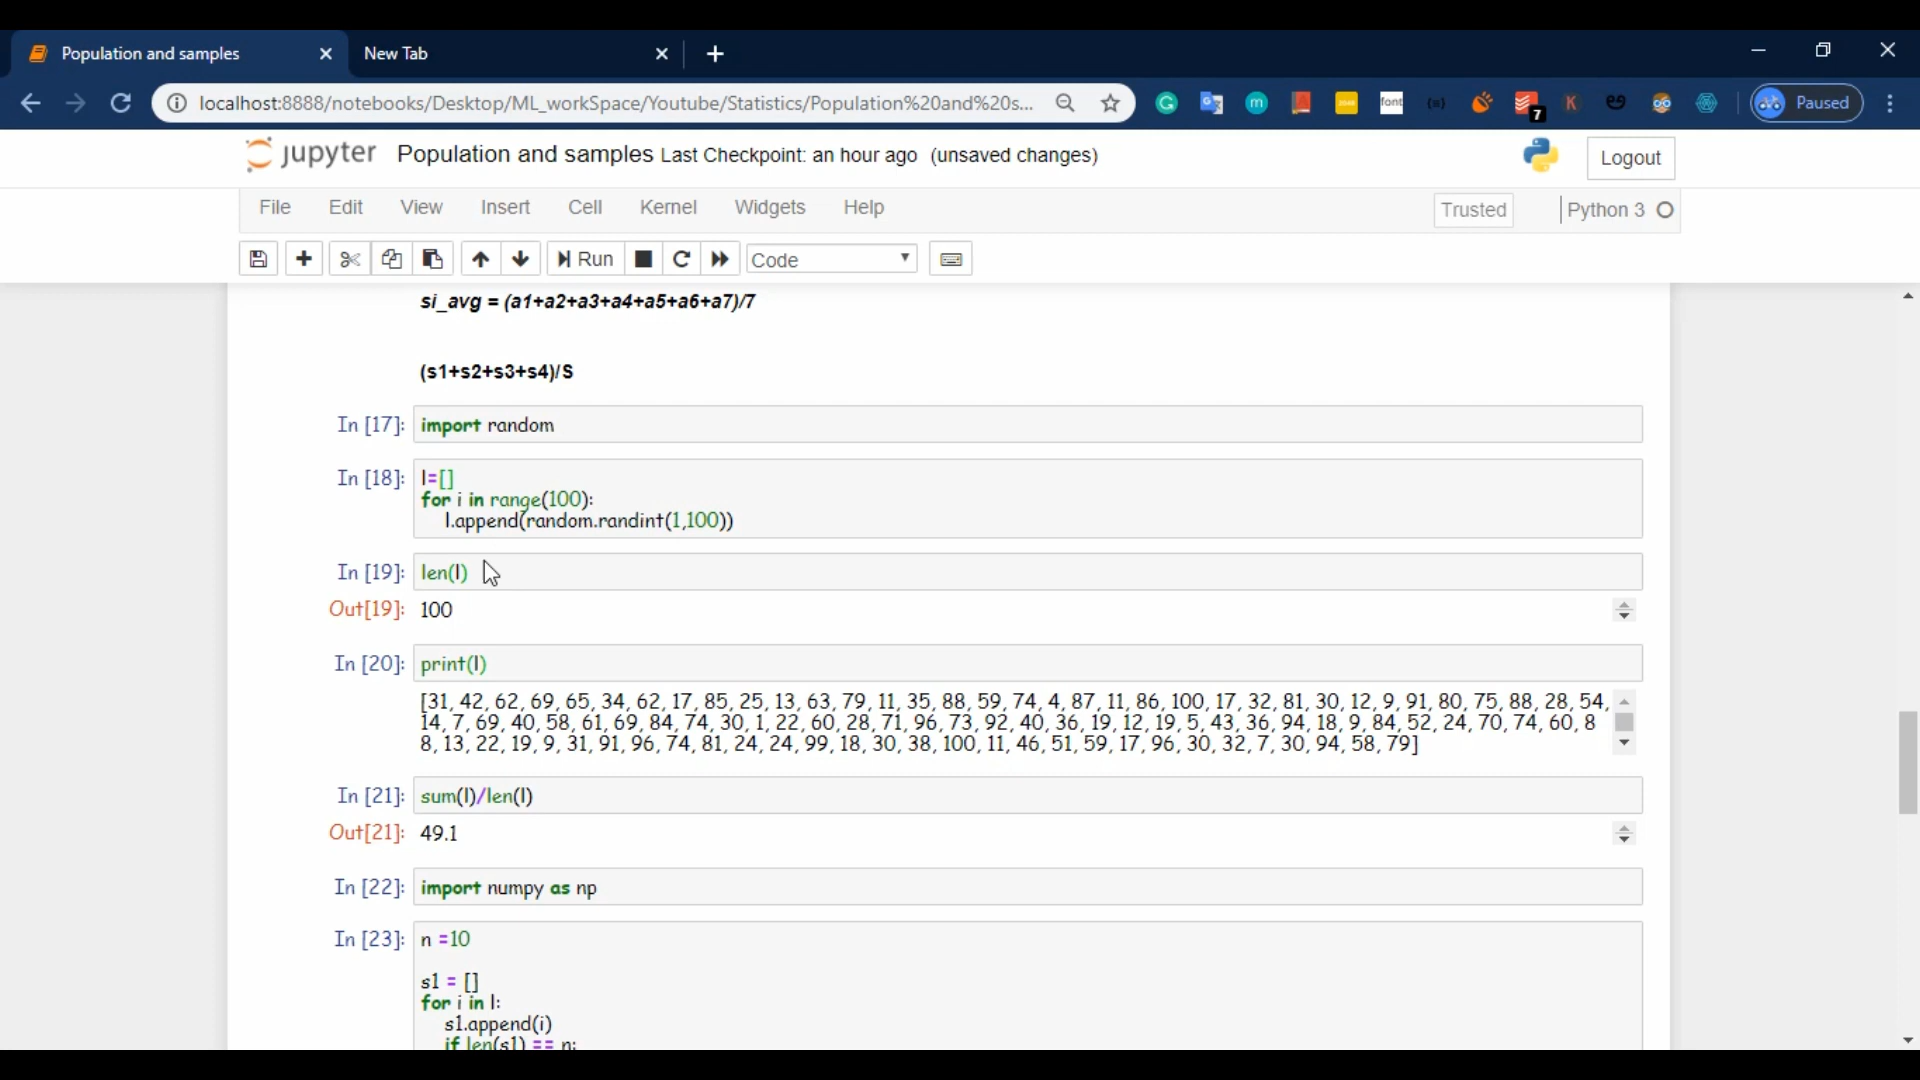 Population and samples
New Tab
localhost:8888/notebooks/Desktop/ML_workSpace/Youtube/Statistics/Population%20and%20s...
font
7
K
Paused
jupyter Population and samples Last Checkpoint: an hour ago (unsaved changes)
Logout
File Edit View Insert Cell Kernel Widgets Help
Trusted
Python 3
Run
Code
si_avg = (a1+a2+a3+a4+a5+a6+a7)/7
(s1+s2+s3+s4)/S
In [17]: import random
In [18]: l=[]
for i in range(100):
l.append(random.randint(1,100))
In [19]: len(l)
Out[19]: 100
In [20]: print(l)
[31, 42, 62, 69, 65, 34, 62, 17, 85, 25, 13, 63, 79, 11, 35, 88, 59, 74, 4, 87, 11, 86, 100, 17, 32, 81, 30, 12, 9, 91, 80, 75, 88, 28, 54,
14, 7, 69, 40, 58, 61, 69, 84, 74, 30, 1, 22, 60, 28, 71, 96, 73, 92, 40, 36, 19, 12, 19, 5, 43, 36, 94, 18, 9, 84, 52, 24, 70, 74, 60, 8
8, 13, 22, 19, 9, 31, 91, 96, 74, 81, 24, 24, 99, 18, 30, 38, 100, 11, 46, 51, 59, 17, 96, 30, 32, 7, 30, 94, 58, 79]
In [21]: sum(l)/len(l)
Out[21]: 49.1
In [22]: import numpy as np
In [23]: n =10
s1 = []
for i in l:
s1.append(i)
if len(s1) == n: